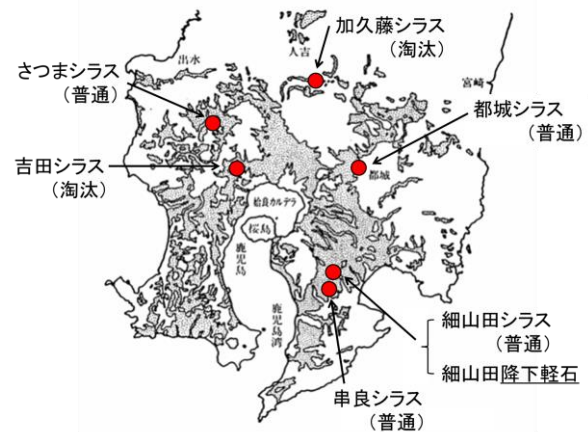 加久藤シラス
(淘汰)
人吉
出水
さつまシラス
(普通)
宮崎
都城シラス
(普通)
吉田シラス
(淘汰)
都城
姶良カルデラ
桜島
鹿児島
鹿児島湾
細山田シラス
(普通)
細山田降下軽石
串良シラス
(普通)